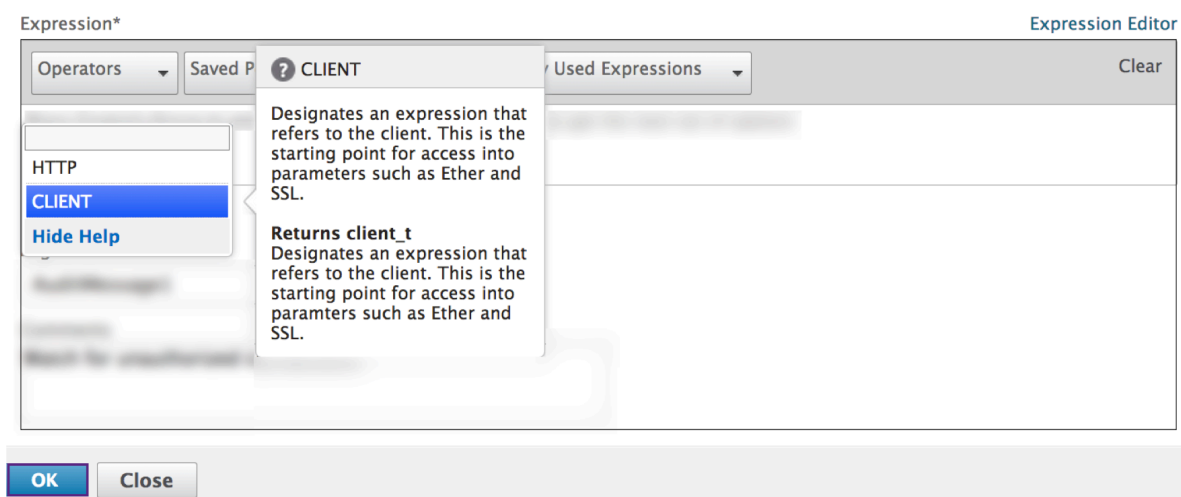 Expression*
Expression Editor
Operators
Saved P
Used Expressions
Clear
? CLIENT
Designates an expression that
refers to the client. This is the
starting point for access into
parameters such as Ether and
SSL.
Returns client_t
Designates an expression that
refers to the client. This is the
starting point for access into
paramters such as Ether and
SSL.
HTTP
CLIENT
Hide Help
OK
Close